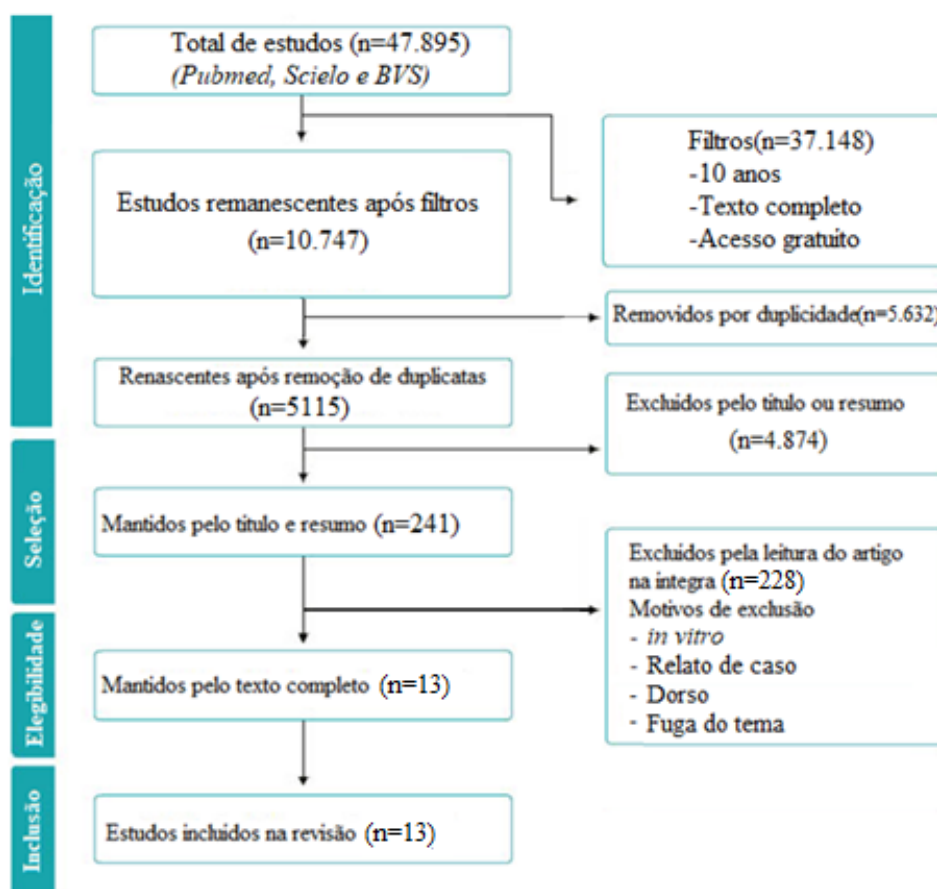 Identificação
Total de estudos (n=47.895)
(Pubmed, Scielo e BVS)
Filtros(n=37.148)
-10 anos
-Texto completo
-Acesso gratuito
Estudos remanescentes após filtros
(n=10.747)
Removidos por duplicidade(n=5.632)
Renascentes após remoção de duplicatas
(n=5115)
Excluidos pelo titulo ou resumo
(n=4.874)
Seleção
Mantidos pelo titulo e resumo (n=241)
Excluidos pela leitura do artigo
na integra (n=228)
Motivos de exclusão
- in vitro
- Relato de caso
- Dorso
- Fuga do tema
Elegibilidade
Mantidos pelo texto completo (n=13)
Inclusão
Estudos incluidos na revisão (n=13)